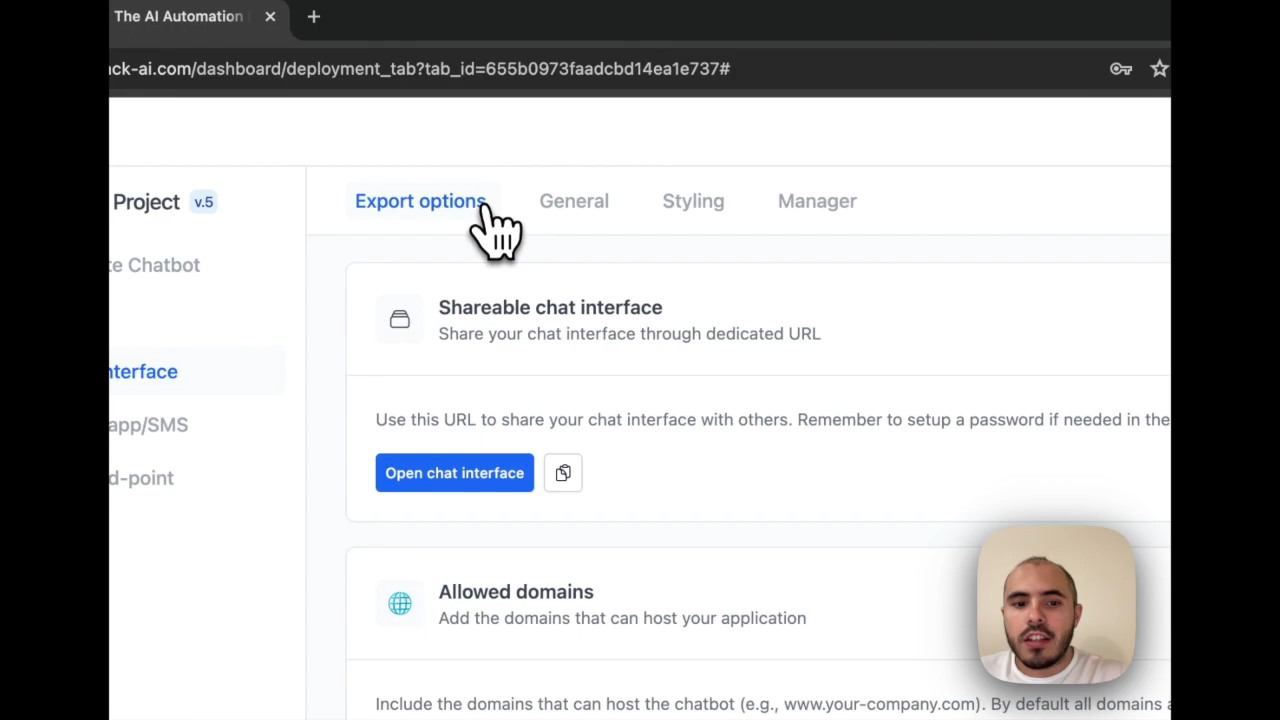 The AI Automation
ck-ai.com/dashboard/deployment_tab?tab_id=655b0973faadcbd14ea1e737#
Project v.5
Export options
General
Styling
Manager
te Chatbot
nterface
app/SMS
d-point
Shareable chat interface
Share your chat interface through dedicated URL
Use this URL to share your chat interface with others. Remember to setup a password if needed in the
Open chat interface
Allowed domains
Add the domains that can host your application
Include the domains that can host the chatbot (e.g., www.your-company.com). By default all domains